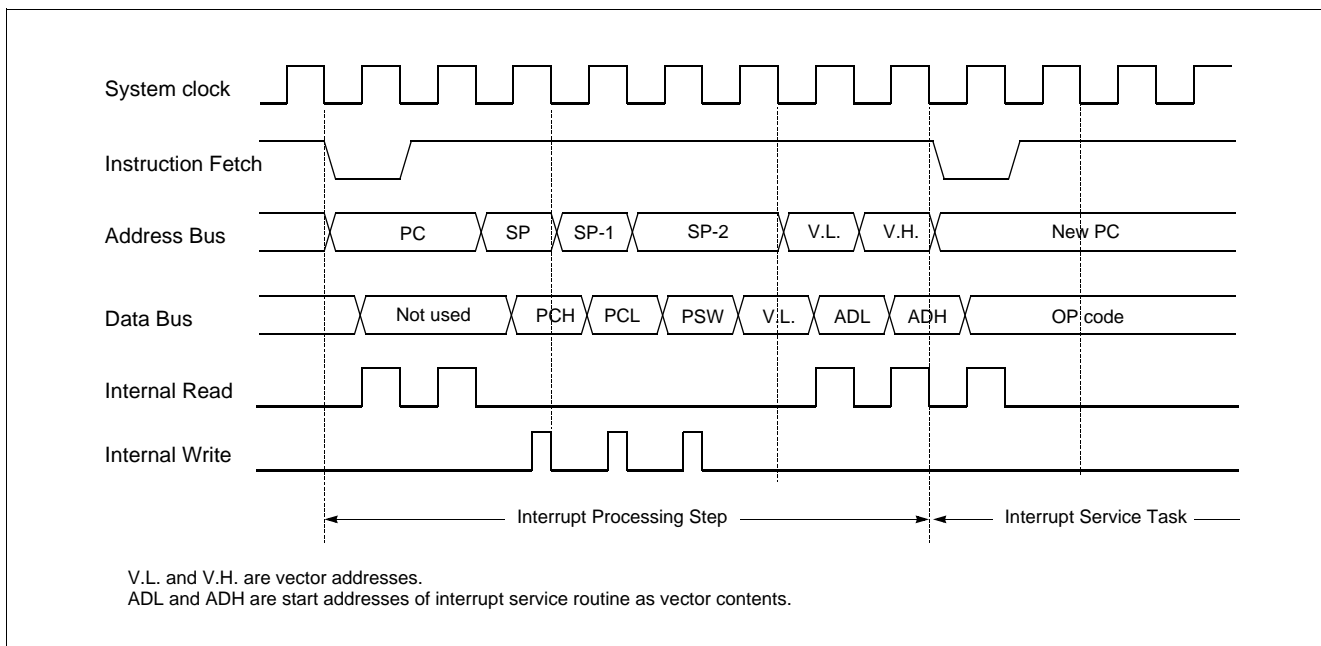 System clock
Instruction Fetch
Address Bus PC SP SP-1 SP-2 V.L. V.H. New PC
Data Bus Not used PCH PCL PSW V.L. ADL ADH OP code
Internal Read
Internal Write
Interrupt Processing Step Interrupt Service Task
V.L. and V.H. are vector addresses.
ADL and ADH are start addresses of interrupt service routine as vector contents.